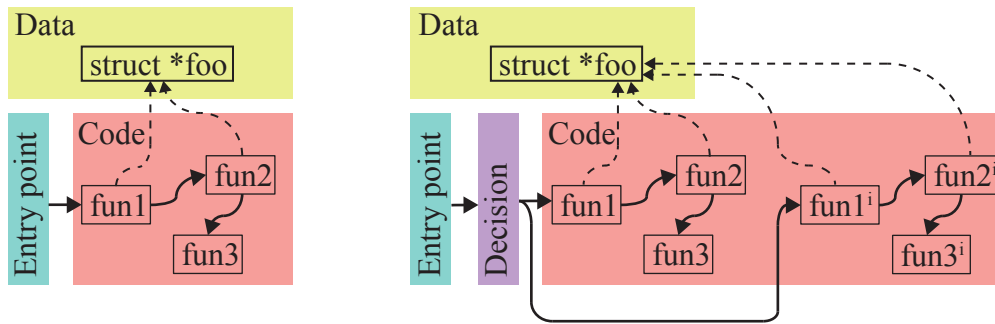 Data
struct *foo
Entry point
Code
fun1
fun2
fun3
Data
struct *foo
Entry point
Decision
Code
fun1
fun2
fun3
fun1ⁱ
fun2ⁱ
fun3ⁱ